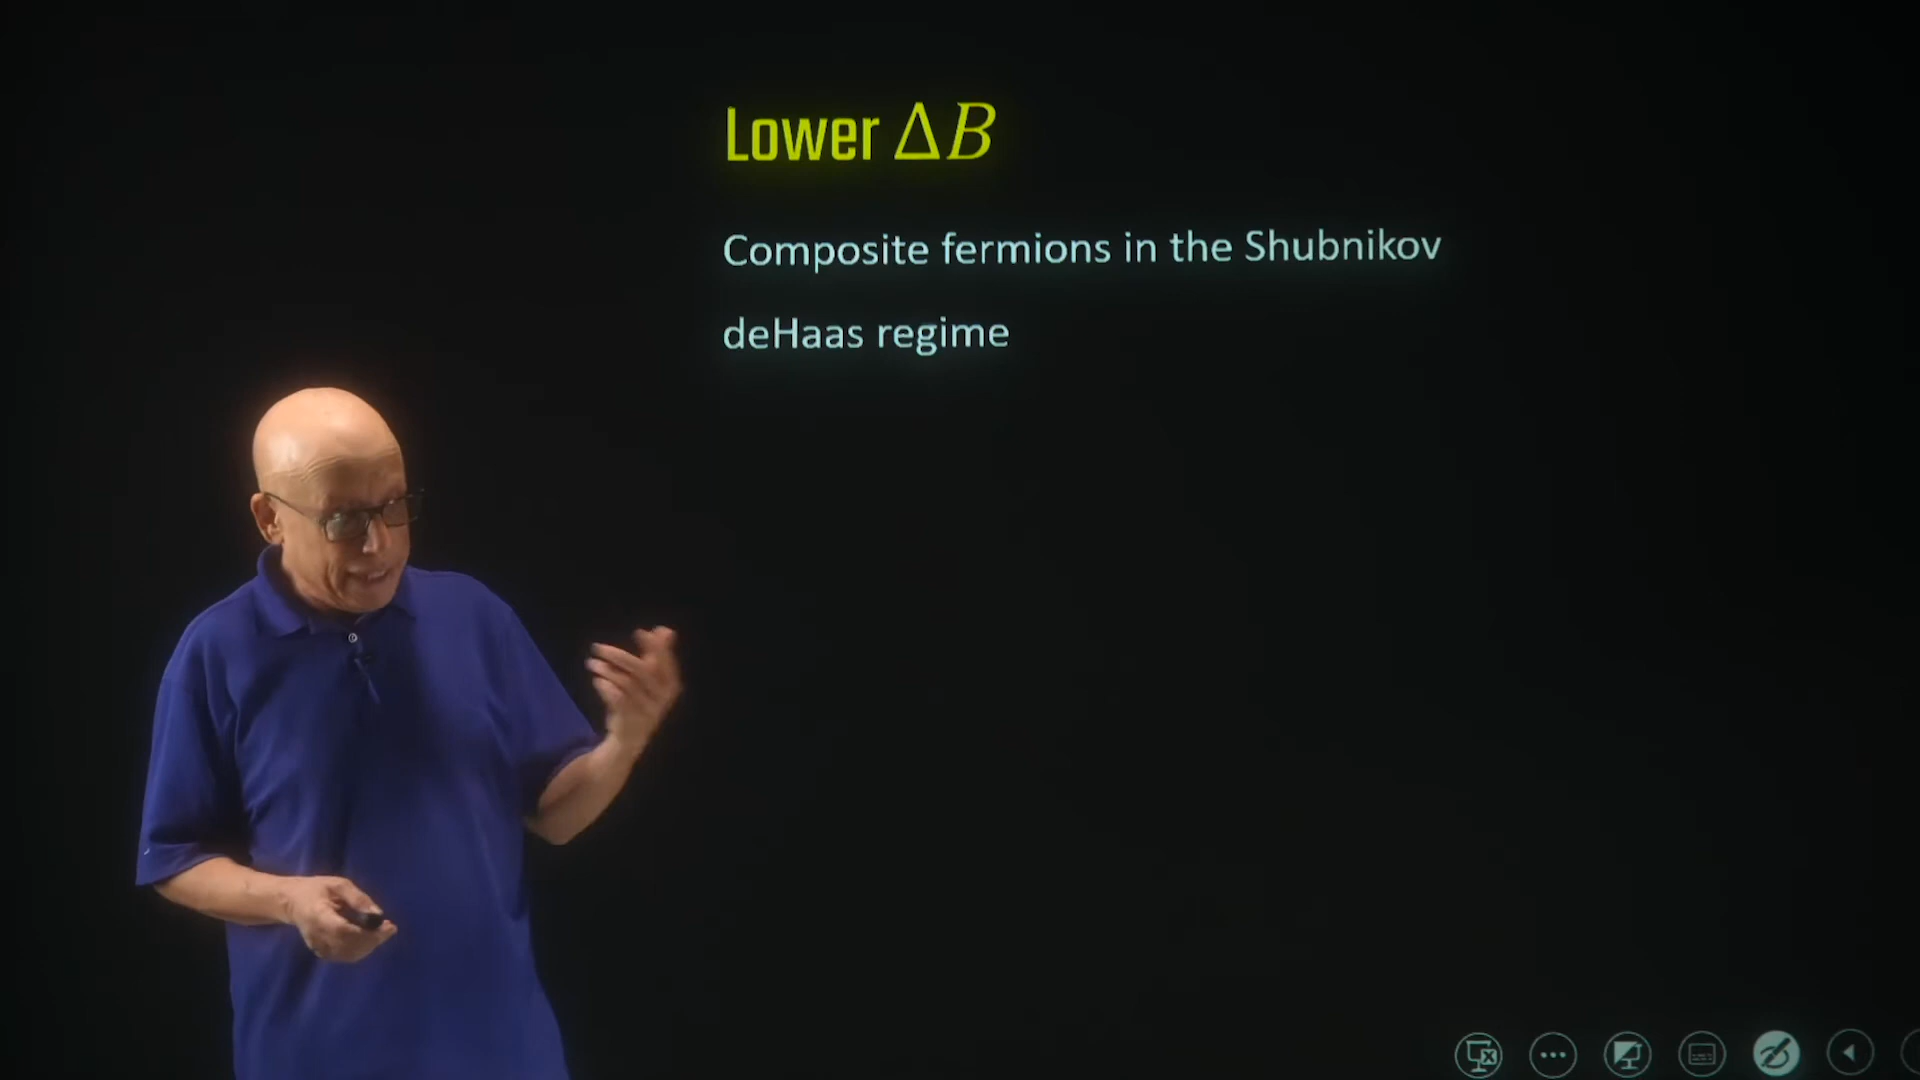 Lower ΔB
Composite fermions in the Shubnikov
deHaas regime